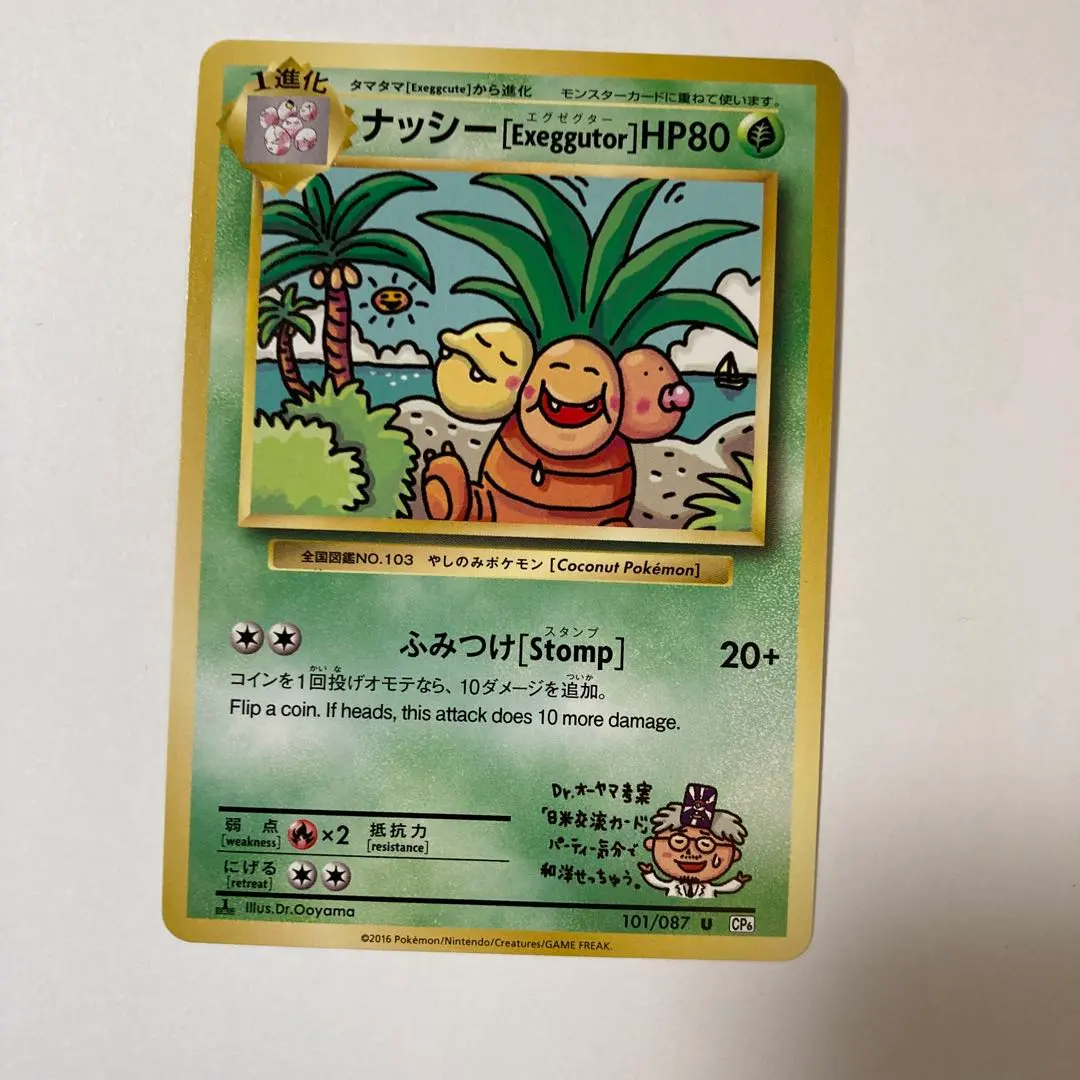 1進化
タマタマ[Exeggcute]から進化 モンスターカードに重ねて使います。
エグゼグター
ナッシー[Exeggutor]HP80
全国図鑑NO.103 やしのみポケモン [Coconut Pokémon]
スタンプ
ふみつけ[Stomp] 20+
かい な ついか
コインを1回投げオモテなら、10ダメージを追加。
Flip a coin. If heads, this attack does 10 more damage.
Dr.オーヤマ考案
「日米交流カード」
パーティー気分で
和洋せっちゅう。
弱点 ×2 抵抗力
[weakness] [resistance]
にげる
[retreat]
Illus.Dr.Ooyama
101/087 U CP6
©2016 Pokémon/Nintendo/Creatures/GAME FREAK.